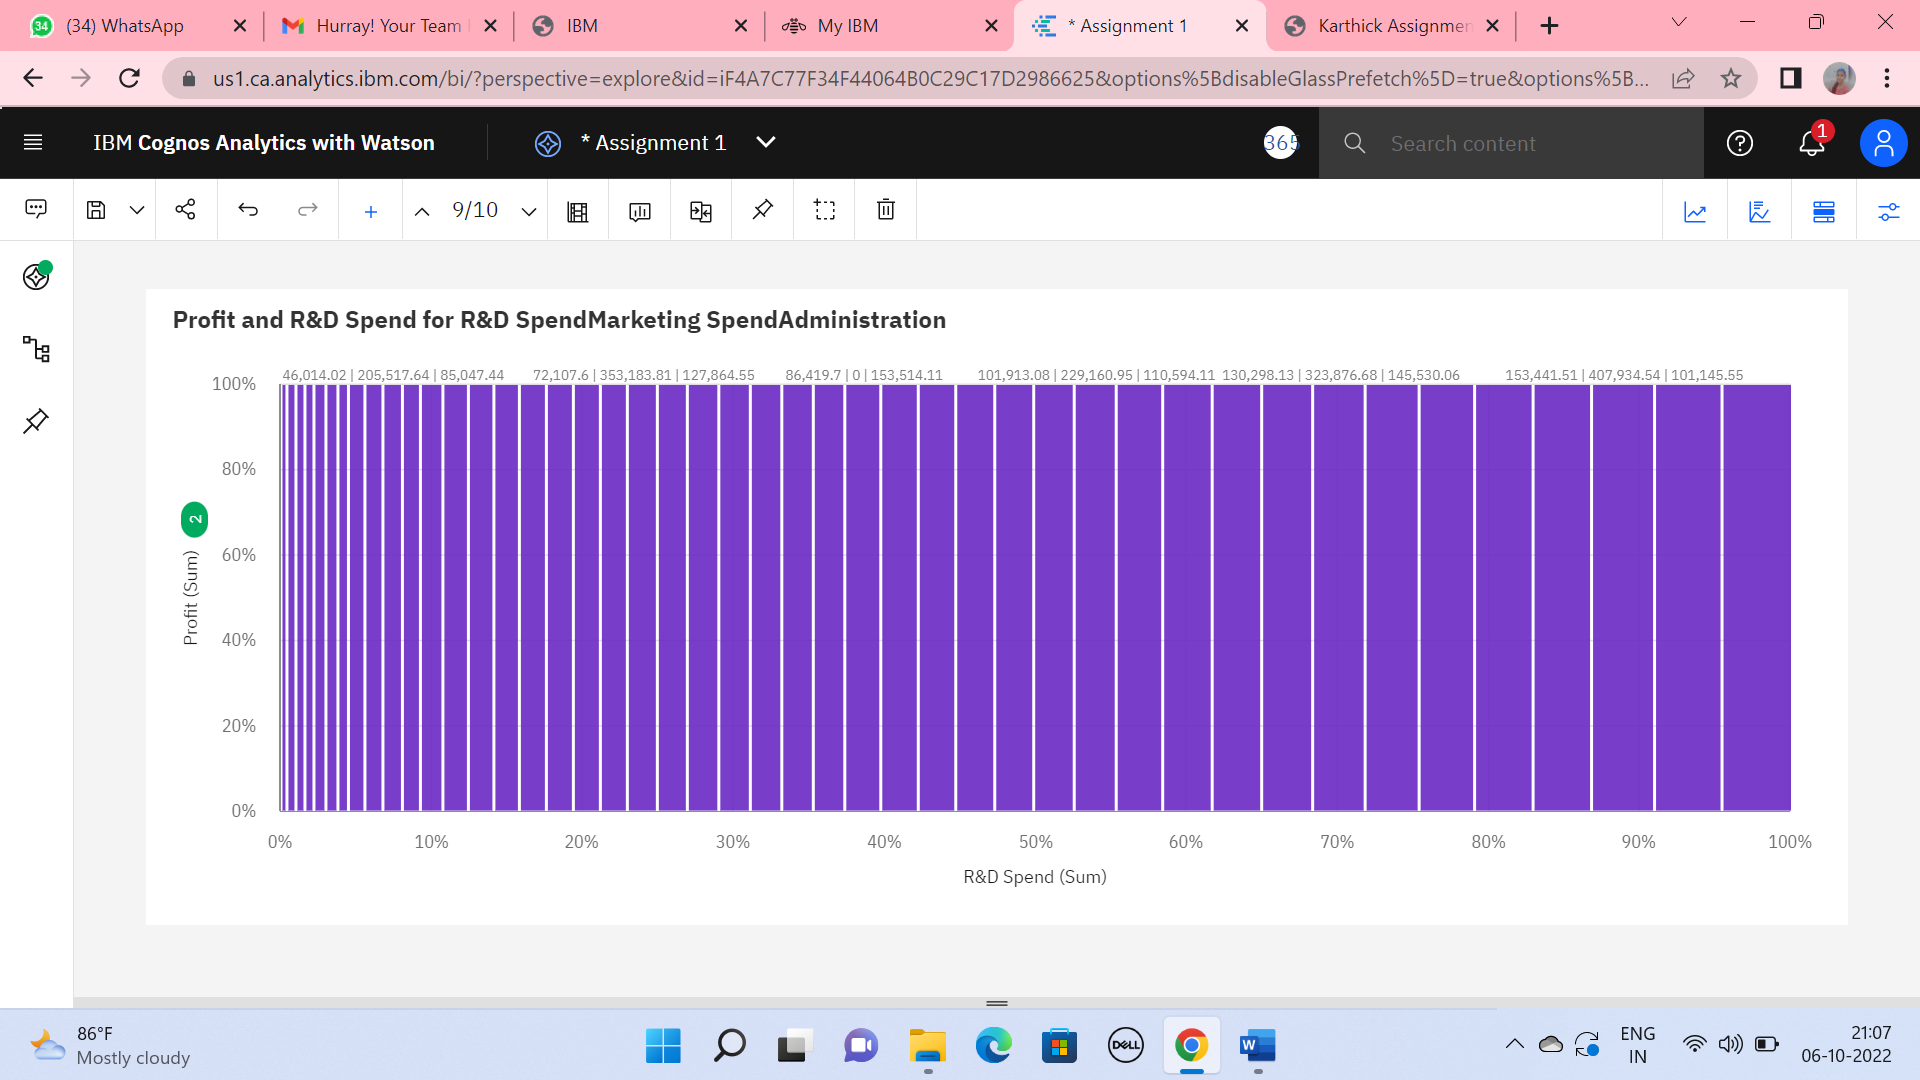 34 (34) WhatsApp Hurray! Your Team IBM My IBM * Assignment 1 Karthick Assignmen
us1.ca.analytics.ibm.com/bi/?perspective=explore&id=iF4A7C77F34F44064B0C29C17D2986625&options%5BdisableGlassPrefetch%5D=true&options%5B...
IBM Cognos Analytics with Watson * Assignment 1 365 Search content 1
9/10
Profit and R&D Spend for R&D SpendMarketing SpendAdministration
46,014.02 | 205,517.64 | 85,047.44 72,107.6 | 353,183.81 | 127,864.55 86,419.7 | 0 | 153,514.11 101,913.08 | 229,160.95 | 110,594.11 130,298.13 | 323,876.68 | 145,530.06 153,441.51 | 407,934.54 | 101,145.55
100%
80%
60%
40%
20%
0%
Profit (Sum) 2
0% 10% 20% 30% 40% 50% 60% 70% 80% 90% 100%
R&D Spend (Sum)
86°F
Mostly cloudy
DELL
W
ENG
IN
21:07
06-10-2022